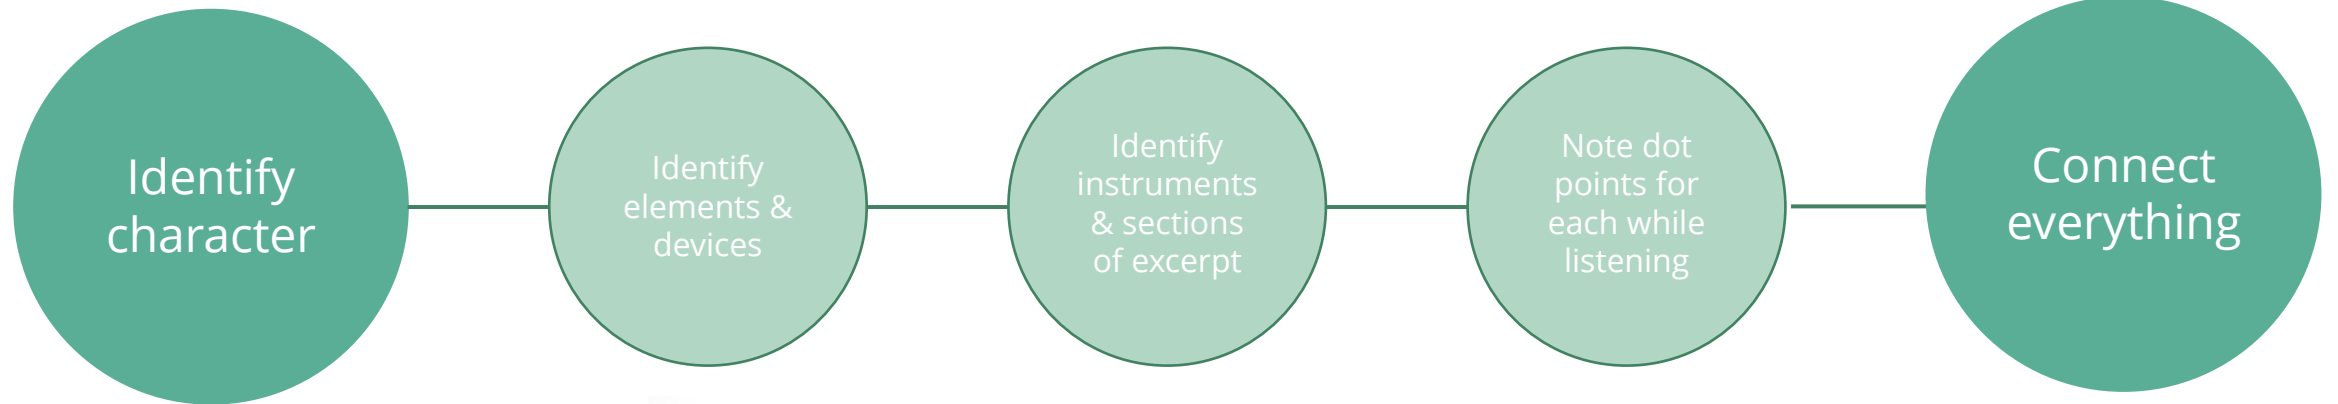 Identify
character
Identify
elements &
devices
Identify
instruments
& sections
of excerpt
Note dot
points for
each while
listening
Connect
everything